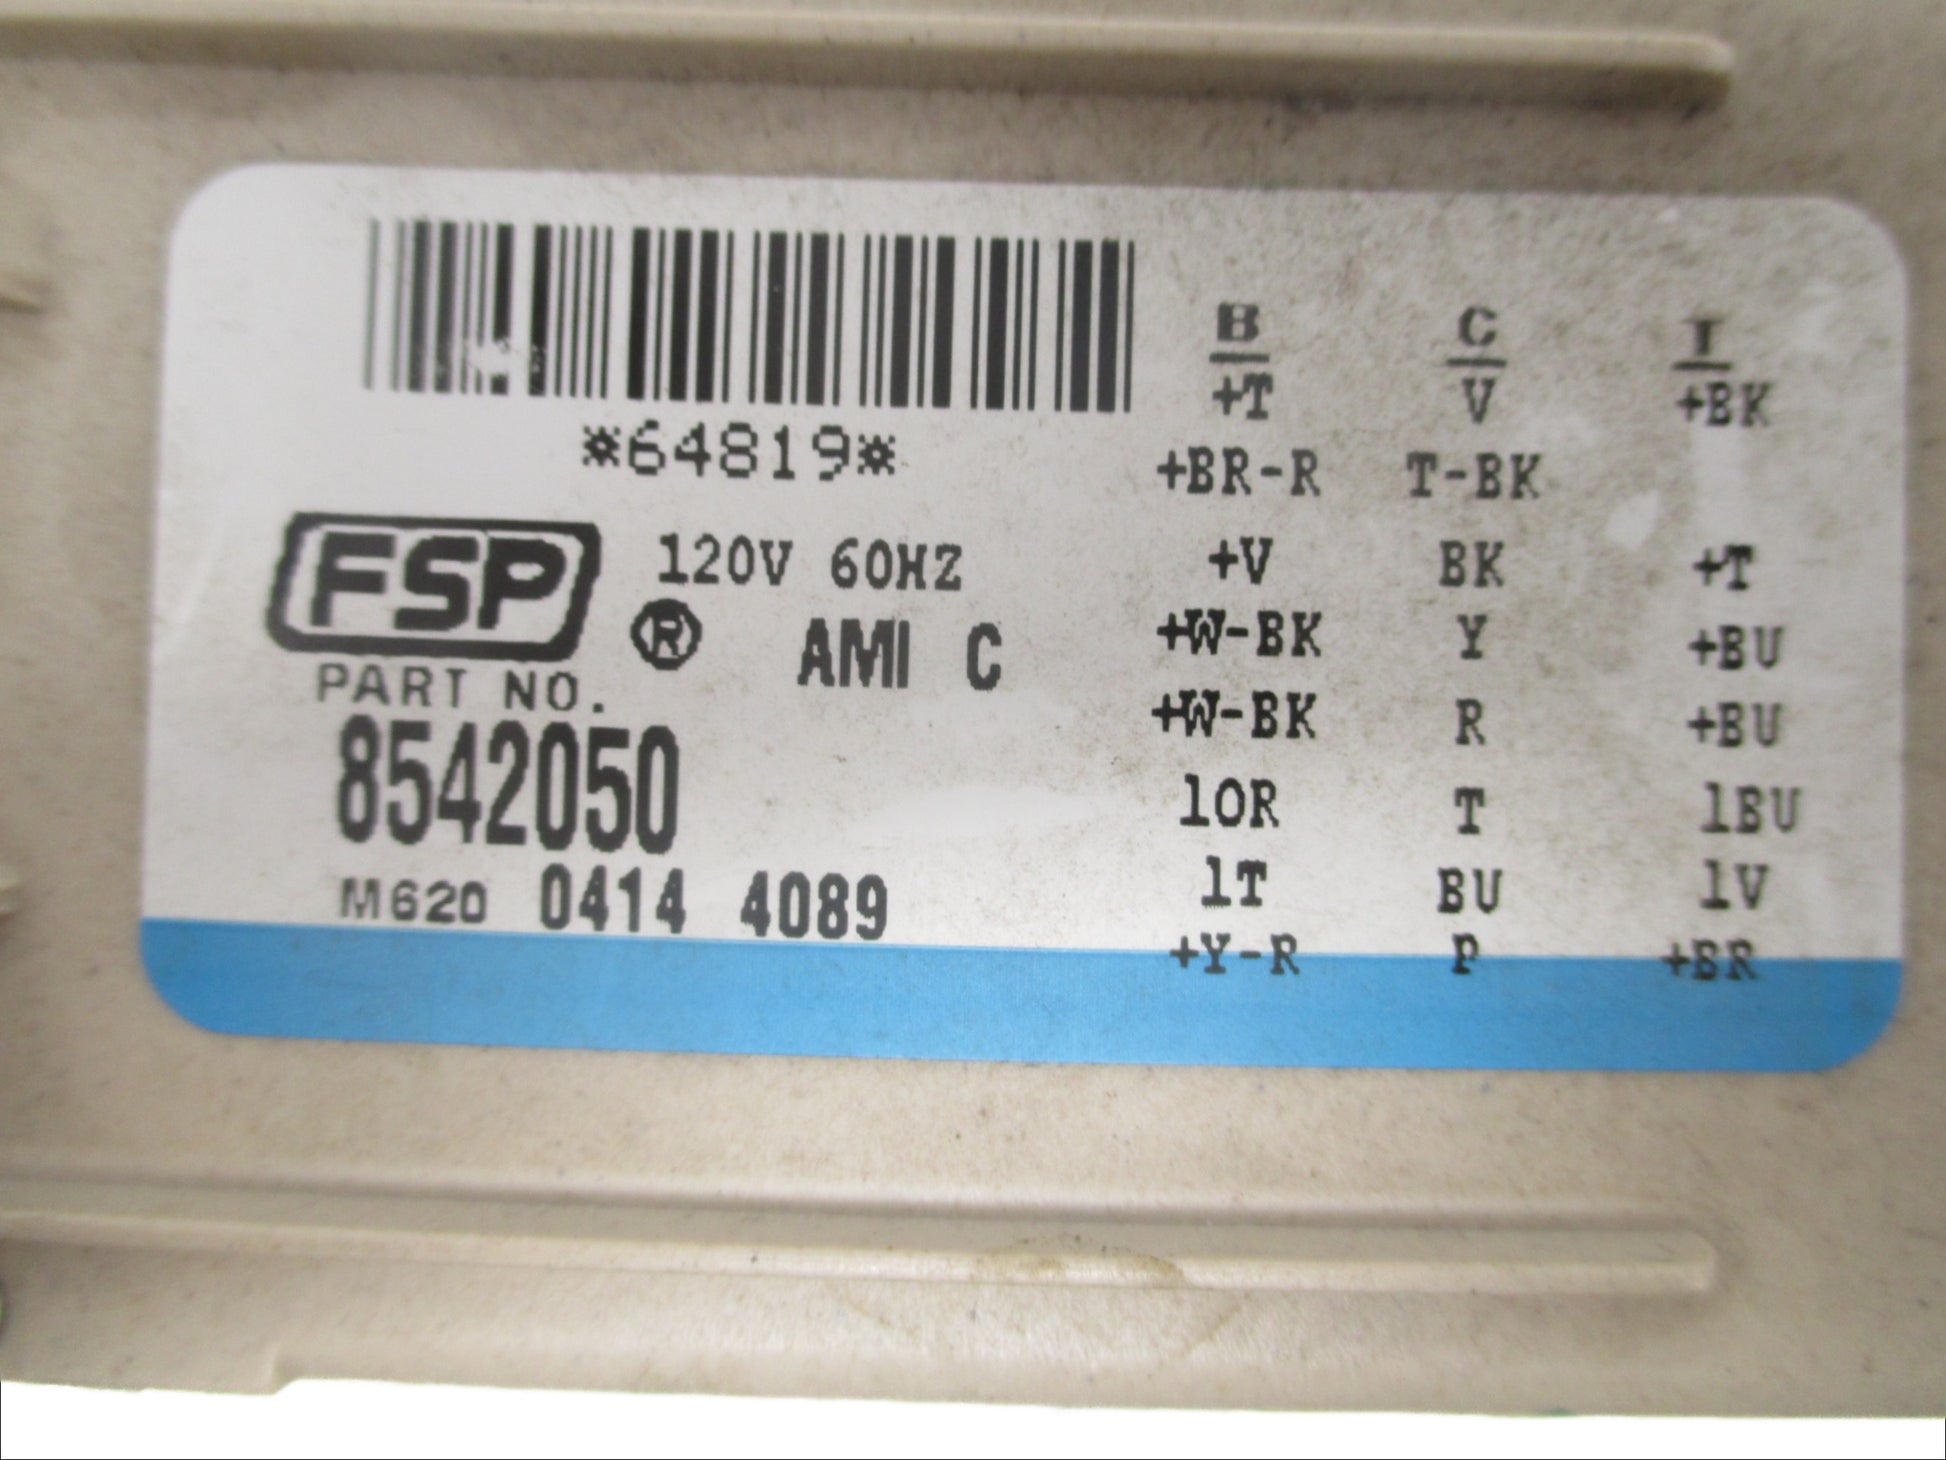 *64819*
FSP ®
120V 60HZ
AMI C
PART NO.
8542050
M620 0414 4089
B C T
+T V +BK
+BR-R T-BK
+V BK +T
+W-BK Y +BU
+W-BK R +BU
1OR T 1BU
1T BU 1V
+Y-R P +BR